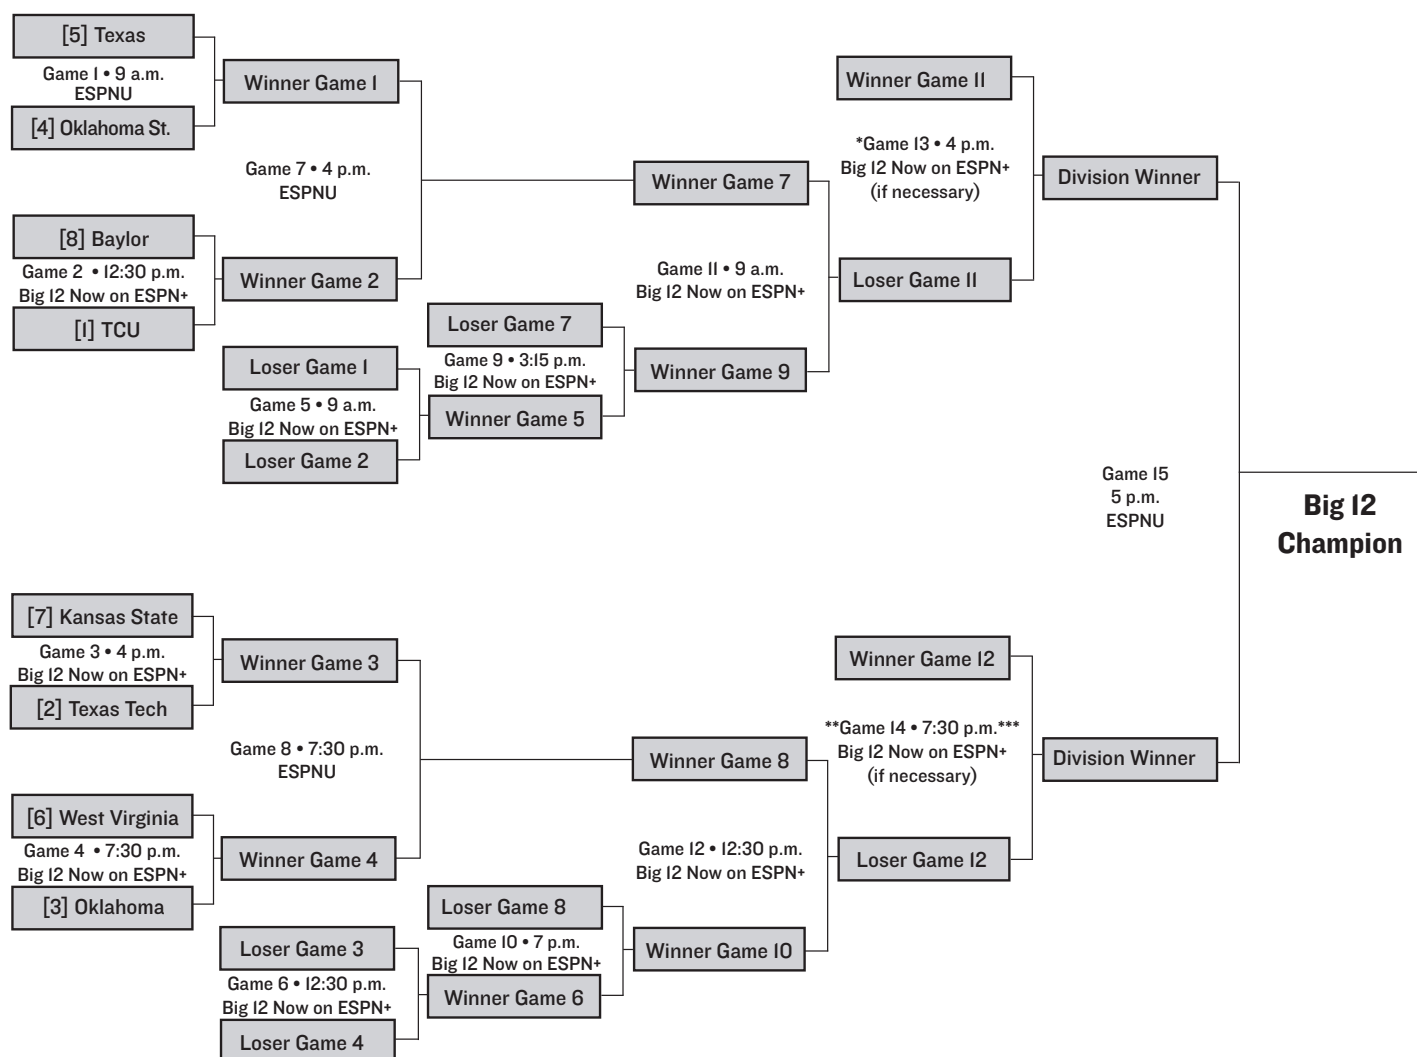 [5] Texas
Game 1 • 9 a.m.
ESPNU
[4] Oklahoma St.
Winner Game 1
Game 7 • 4 p.m.
ESPNU
[8] Baylor
Game 2 • 12:30 p.m.
Big 12 Now on ESPN+
[1] TCU
Winner Game 2
Loser Game 1
Game 5 • 9 a.m.
Big 12 Now on ESPN+
Loser Game 2
Loser Game 7
Game 9 • 3:15 p.m.
Big 12 Now on ESPN+
Winner Game 5
Winner Game 7
Game 11 • 9 a.m.
Big 12 Now on ESPN+
Winner Game 9
Winner Game 11
*Game 13 • 4 p.m.
Big 12 Now on ESPN+
(if necessary)
Loser Game 11
Division Winner
Game 15
5 p.m.
ESPNU
Big 12
Champion
[7] Kansas State
Game 3 • 4 p.m.
Big 12 Now on ESPN+
[2] Texas Tech
Winner Game 3
Game 8 • 7:30 p.m.
ESPNU
[6] West Virginia
Game 4 • 7:30 p.m.
Big 12 Now on ESPN+
[3] Oklahoma
Winner Game 4
Loser Game 3
Game 6 • 12:30 p.m.
Big 12 Now on ESPN+
Loser Game 4
Loser Game 8
Game 10 • 7 p.m.
Big 12 Now on ESPN+
Winner Game 6
Winner Game 8
Game 12 • 12:30 p.m.
Big 12 Now on ESPN+
Winner Game 10
Winner Game 12
**Game 14 • 7:30 p.m.***
Big 12 Now on ESPN+
(if necessary)
Loser Game 12
Division Winner